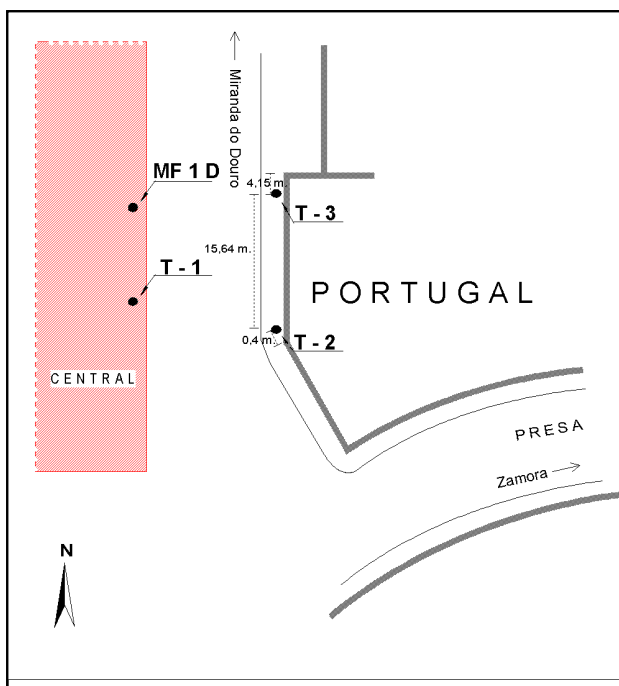 Miranda do Douro
MF 1 D
4,15 m.
T - 3
15,64 m.
T - 1
PORTUGAL
0,4 m.
T - 2
CENTRAL
PRESA
Zamora
N